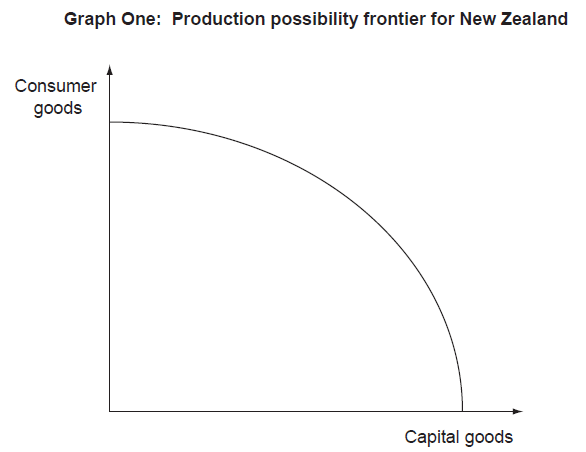 Graph One: Production possibility frontier for New Zealand
Consumer
goods
Capital goods